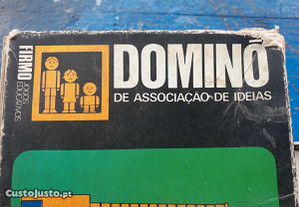 FIRMO
JOGOS
EDUCATIVOS
DOMINÓ
DE ASSOCIAÇÃO DE IDEIAS
CustoJusto.pt